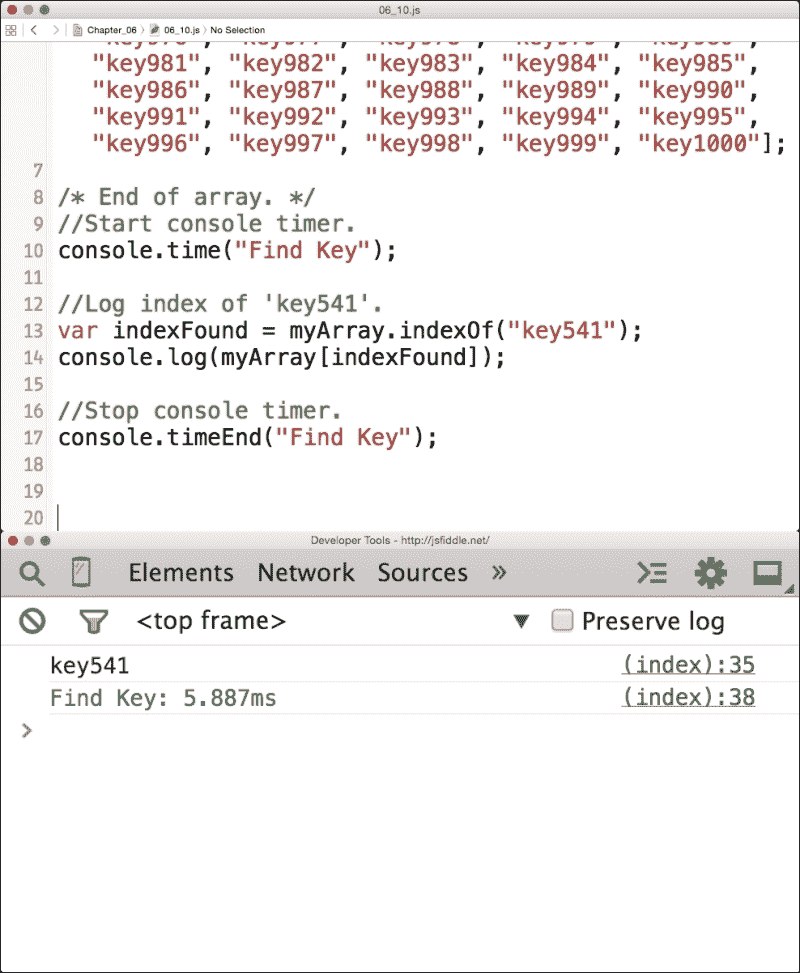 06_10.js
Chapter_06 › 06_10.js › No Selection
"key981", "key982", "key983", "key984", "key985",
"key986", "key987", "key988", "key989", "key990",
"key991", "key992", "key993", "key994", "key995",
"key996", "key997", "key998", "key999", "key1000"];
7
8 /* End of array. */
9 //Start console timer.
10 console.time("Find Key");
11
12 //Log index of 'key541'.
13 var indexFound = myArray.indexOf("key541");
14 console.log(myArray[indexFound]);
15
16 //Stop console timer.
17 console.timeEnd("Find Key");
18
19
20
Developer Tools - http://jsfiddle.net/
Elements Network Sources »
<top frame> ▼ Preserve log
key541 (index):35
Find Key: 5.887ms (index):38
>